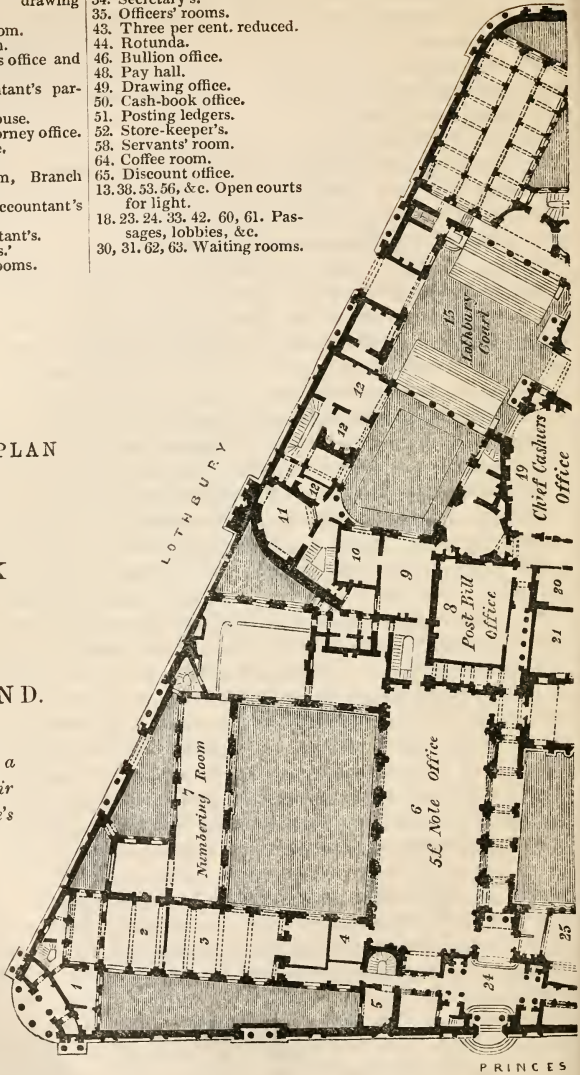 drawing
om.
n.
s office and
tant's par-
ouse.
orney office.
e.
m, Branch
ccountant's
tant's.
s.'
ooms.
34. Secretary's.
35. Officers' rooms.
43. Three per cent. reduced.
44. Rotunda.
46. Bullion office.
48. Pay hall.
49. Drawing office.
50. Cash-book office.
51. Posting ledgers.
52. Store-keeper's.
58. Servants' room.
64. Coffee room.
65. Discount office.
13.38.53.56, &c. Open courts
for light.
18. 23. 24. 33. 42. 60, 61. Pas-
sages, lobbies, &c.
30, 31. 62, 63. Waiting rooms.
PLAN
K
ND.
a
ir
e's
LOTHBURY
15
Lothbury
Court
12
12
12
11
10
9
19
Chief Cashiers
Office
8
Post Bill
Office
20
21
7
Numbering Room
6
5£ Note Office
2
3
4
1
5
24
25
PRINCES